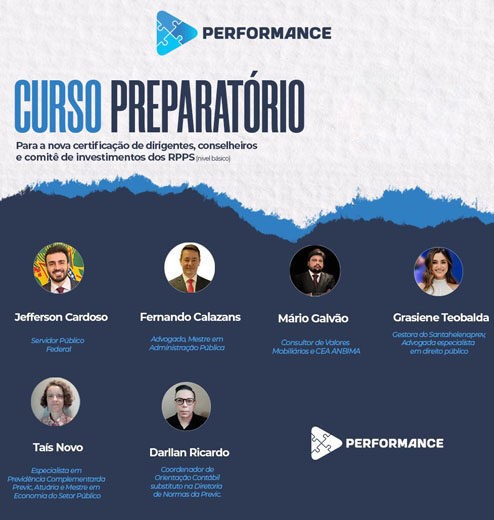 PERFORMANCE
CURSO PREPARATÓRIO
Para a nova certificação de dirigentes, conselheiros
e comitê de investimentos dos RPPS (nível básico)
Jefferson Cardoso
Servidor Público
Federal
Fernando Calazans
Advogado, Mestre em
Administração Pública
Mário Galvão
Consultor de Valores
Mobiliários e CEA ANBIMA
Grasiene Teobalda
Gestora do Santahelenaprev,
Advogada especialista
em direito público
Taís Novo
Especialista em
Previdência Complementarda
Previc, Atuária e Mestre em
Economia do Setor Público
Darllan Ricardo
Coordenador de
Orientação Contábil
substituto na Diretoria
de Normas da Previc.
PERFORMANCE